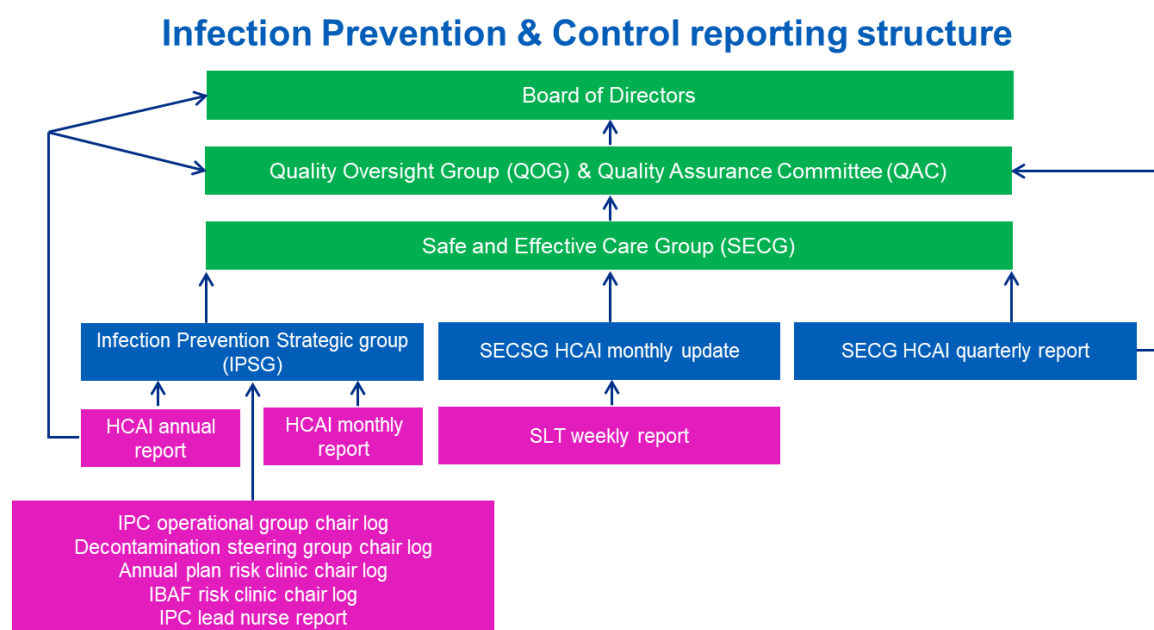 Infection Prevention & Control reporting structure
Board of Directors
Quality Oversight Group (QOG) & Quality Assurance Committee (QAC)
Safe and Effective Care Group (SECG)
Infection Prevention Strategic group
(IPSG)
SECSG HCAI monthly update
SECG HCAI quarterly report
HCAI annual
report
HCAI monthly
report
SLT weekly report
IPC operational group chair log
Decontamination steering group chair log
Annual plan risk clinic chair log
IBAF risk clinic chair log
IPC lead nurse report